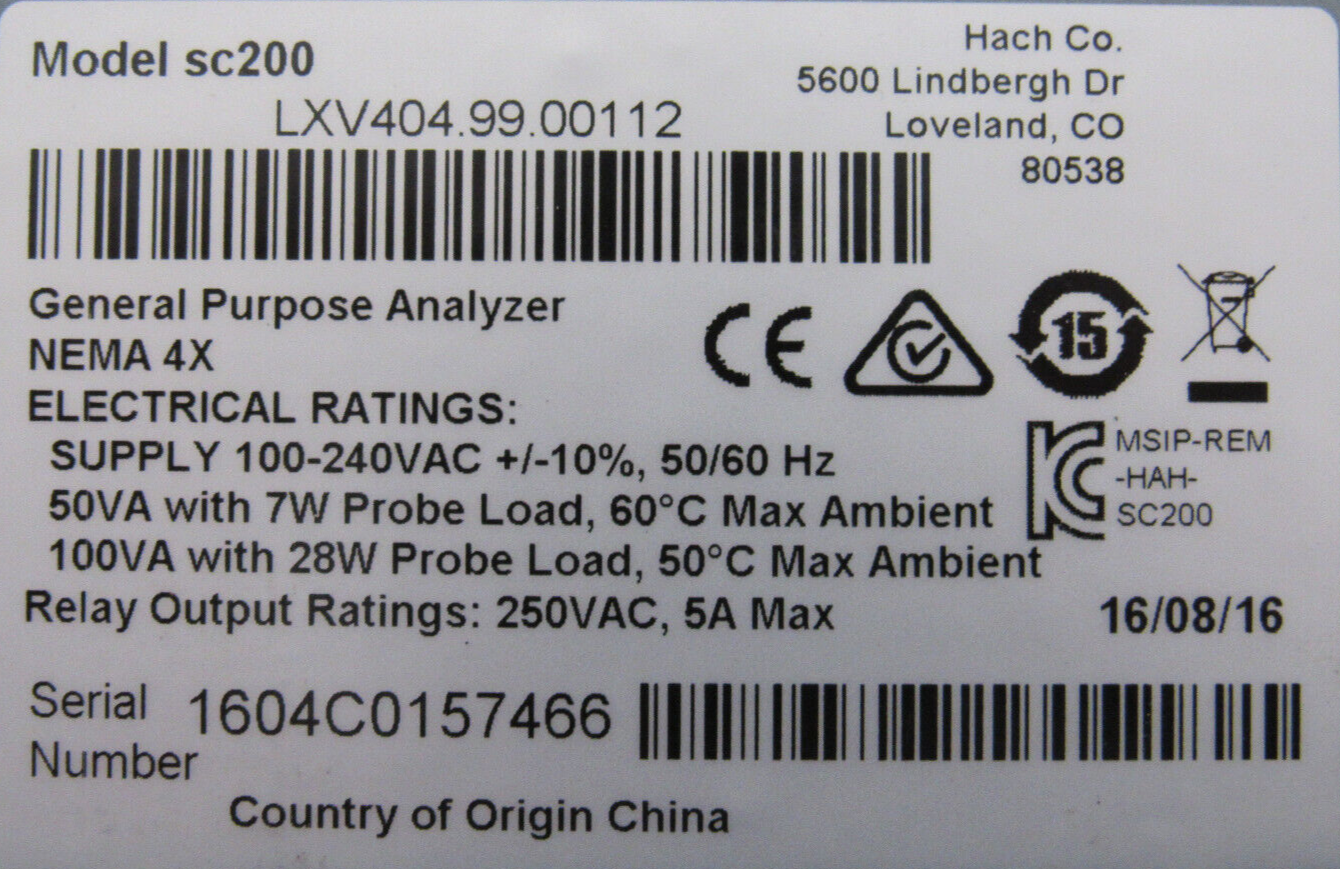 Model sc200
LXV404.99.00112
Hach Co.
5600 Lindbergh Dr
Loveland, CO
80538
General Purpose Analyzer
NEMA 4X
ELECTRICAL RATINGS:
SUPPLY 100-240VAC +/-10%, 50/60 Hz
50VA with 7W Probe Load, 60°C Max Ambient
100VA with 28W Probe Load, 50°C Max Ambient
Relay Output Ratings: 250VAC, 5A Max
CE
15
MSIP-REM
-HAH-
SC200
16/08/16
Serial
Number
1604C0157466
Country of Origin China